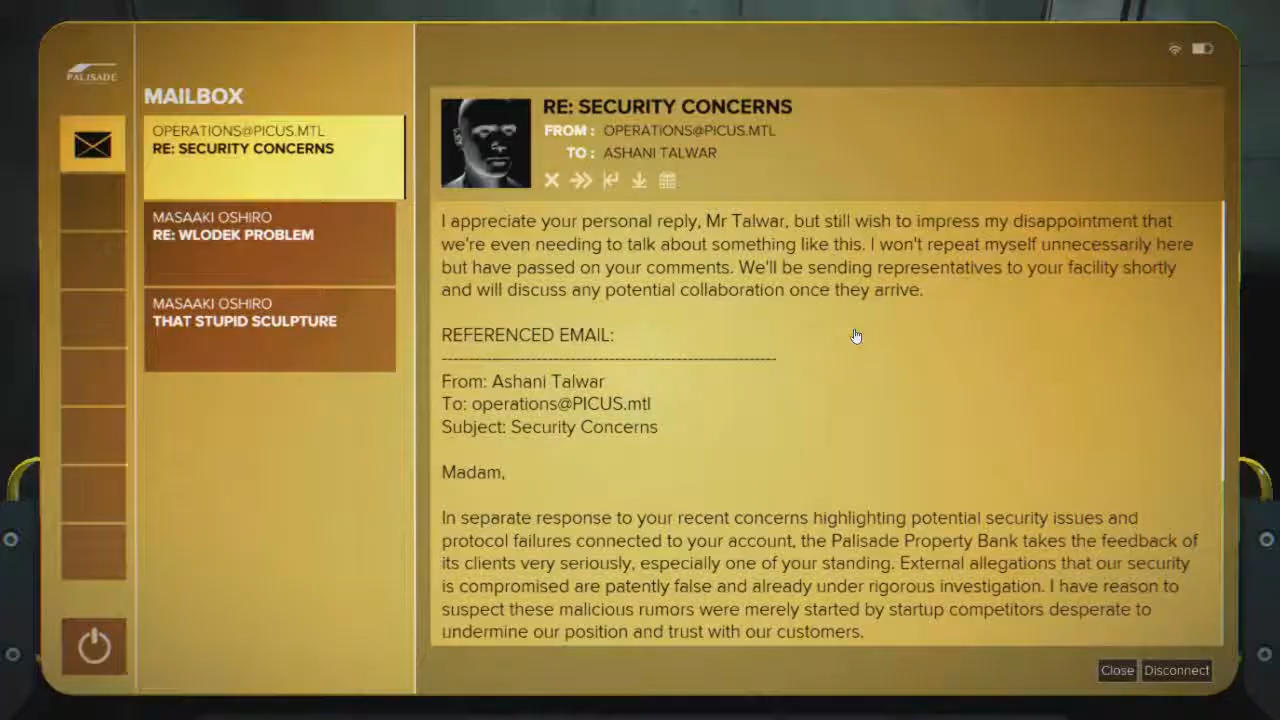 PALISADE
MAILBOX
OPERATIONS@PICUS.MTL
RE: SECURITY CONCERNS
MASAAKI OSHIRO
RE: WLODEK PROBLEM
MASAAKI OSHIRO
THAT STUPID SCULPTURE
RE: SECURITY CONCERNS
FROM : OPERATIONS@PICUS.MTL
TO : ASHANI TALWAR
I appreciate your personal reply, Mr Talwar, but still wish to impress my disappointment that
we're even needing to talk about something like this. I won't repeat myself unnecessarily here
but have passed on your comments. We'll be sending representatives to your facility shortly
and will discuss any potential collaboration once they arrive.
REFERENCED EMAIL:
--------------------------------------------------------------------
From: Ashani Talwar
To: operations@PICUS.mtl
Subject: Security Concerns
Madam,
In separate response to your recent concerns highlighting potential security issues and
protocol failures connected to your account, the Palisade Property Bank takes the feedback of
its clients very seriously, especially one of your standing. External allegations that our security
is compromised are patently false and already under rigorous investigation. I have reason to
suspect these malicious rumors were merely started by startup competitors desperate to
undermine our position and trust with our customers.
Close Disconnect